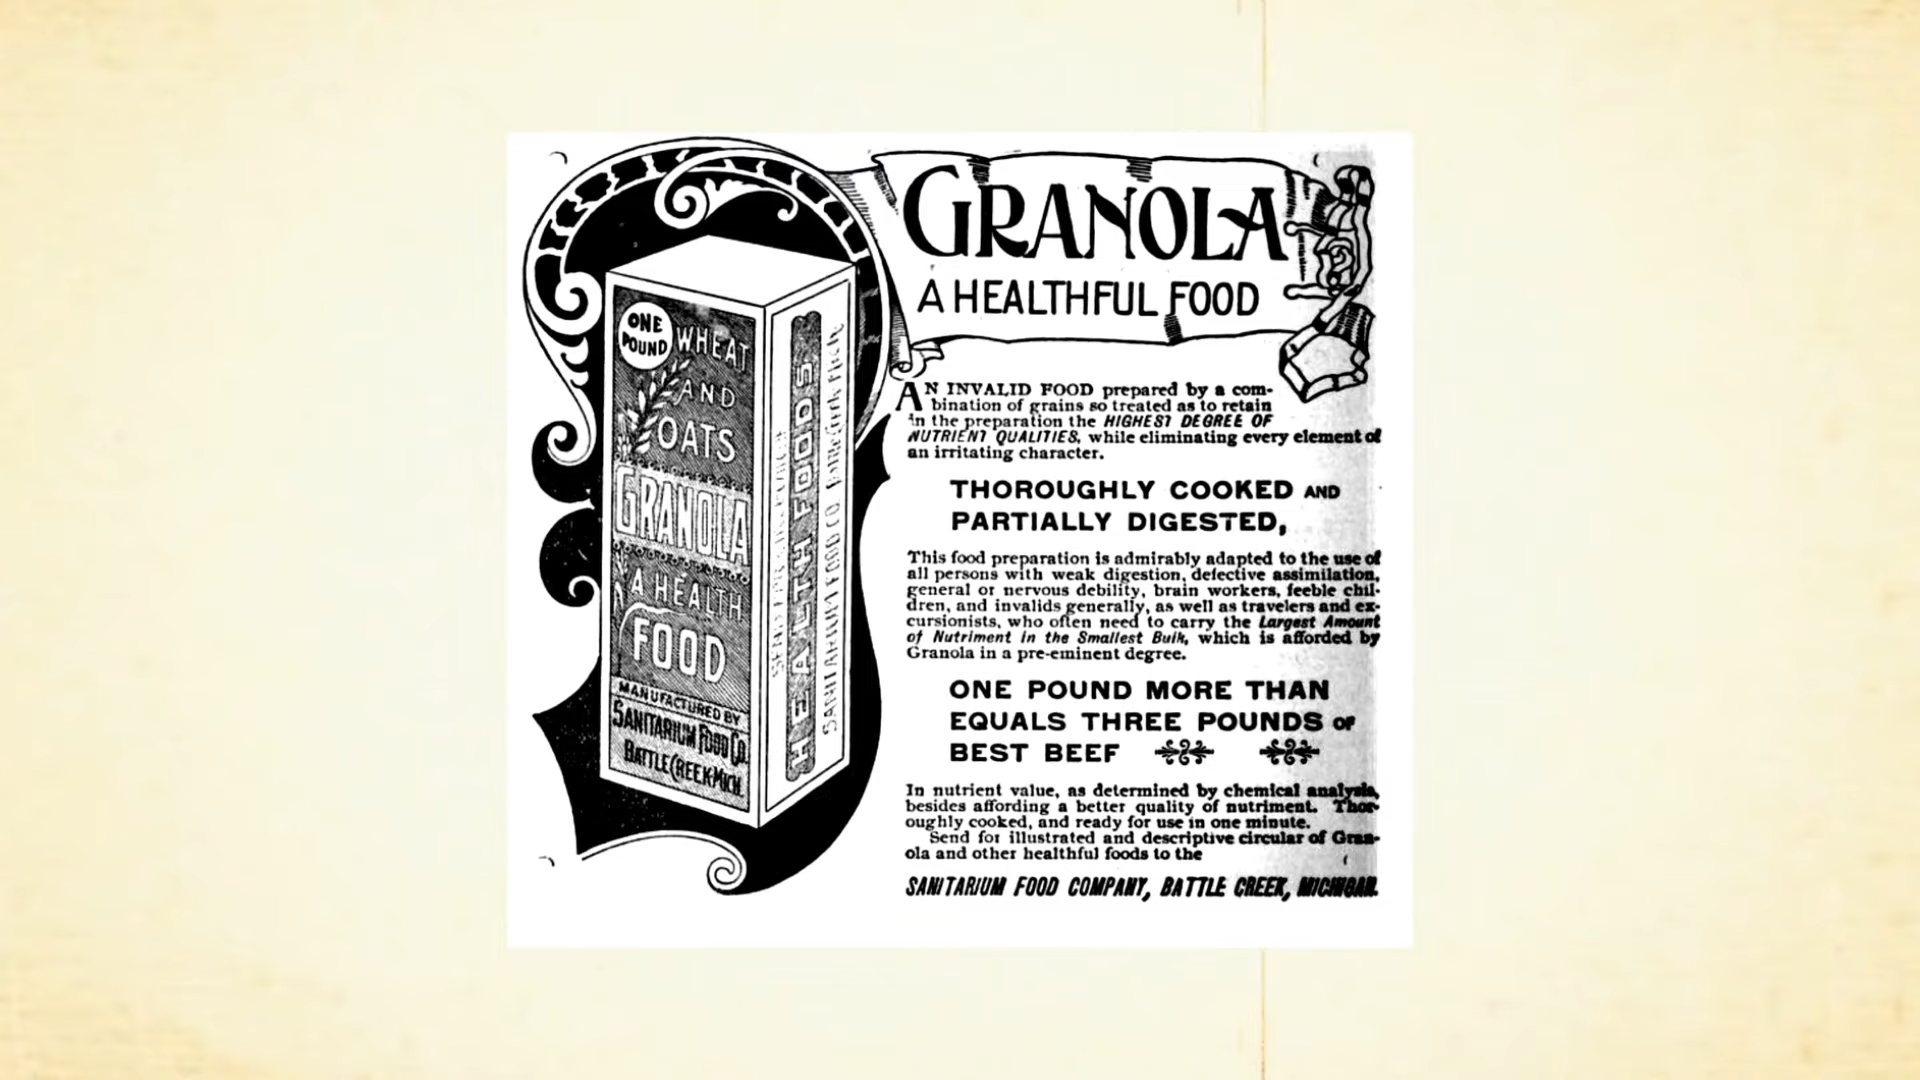 ONE
POUND
WHEAT
AND
OATS
GRANOLA
A HEALTH
FOOD
MANUFACTURED BY
SANITARIUM FOOD CO.
BATTLE CREEK MICH.
HEALTH FOODS
SANITARIUM FOOD CO. Battle Creek Mich.
GRANOLA
A HEALTHFUL FOOD
AN INVALID FOOD prepared by a com-
bination of grains so treated as to retain
in the preparation the HIGHEST DEGREE OF
NUTRIENT QUALITIES, while eliminating every element of
an irritating character.
THOROUGHLY COOKED AND
PARTIALLY DIGESTED,
This food preparation is admirably adapted to the use of
all persons with weak digestion, defective assimilation,
general or nervous debility, brain workers, feeble chil-
dren, and invalids generally, as well as travelers and ex-
cursionists, who often need to carry the Largest Amount
of Nutriment in the Smallest Bulk, which is afforded by
Granola in a pre-eminent degree.
ONE POUND MORE THAN
EQUALS THREE POUNDS OF
BEST BEEF
In nutrient value, as determined by chemical analysis,
besides affording a better quality of nutriment. Thor-
oughly cooked, and ready for use in one minute.
Send for illustrated and descriptive circular of Gran-
ola and other healthful foods to the
SANITARIUM FOOD COMPANY, BATTLE CREEK, MICHIGAN.